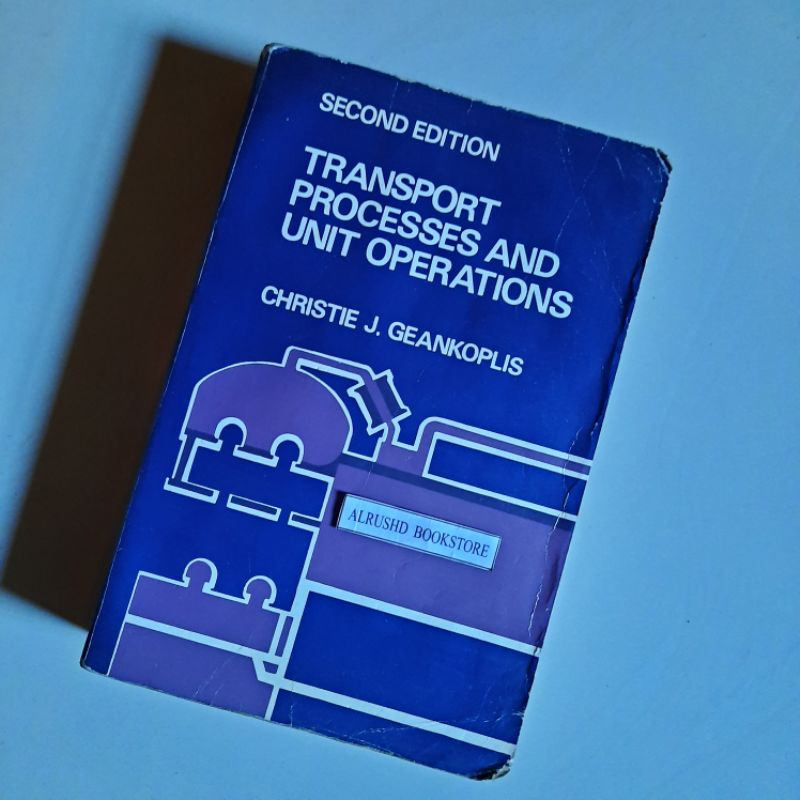 SECOND EDITION
TRANSPORT
PROCESSES AND
UNIT OPERATIONS
CHRISTIE J. GEANKOPLIS
ALRUSHD BOOKSTORE